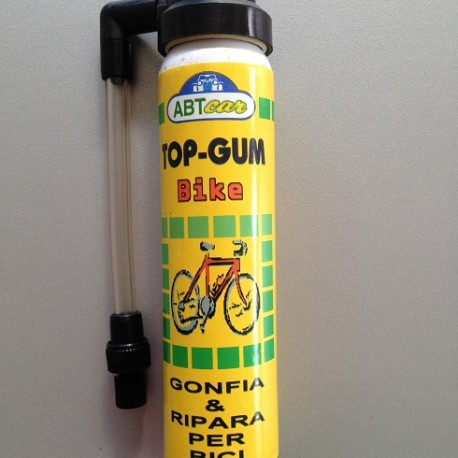 ABTcar
TOP-GUM
Bike
GONFIA
&
RIPARA
PER
BICI